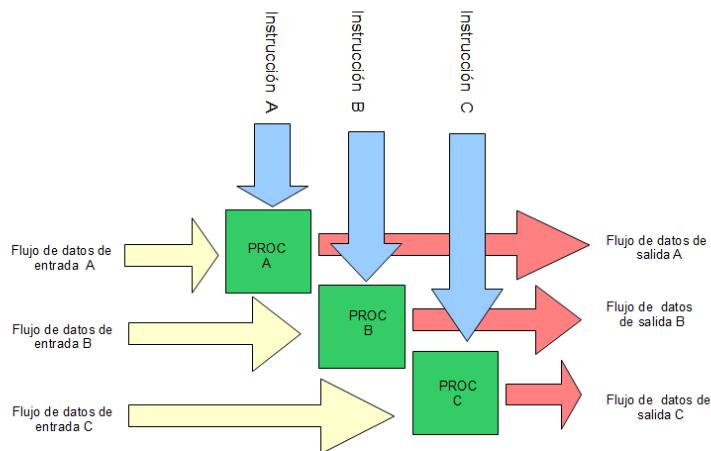 Instrucción A
Instrucción B
Instrucción C
Flujo de datos de
entrada A
PROC
A
Flujo de datos de
salida A
Flujo de datos de
entrada B
PROC
B
Flujo de datos
de salida B
Flujo de datos de
entrada C
PROC
C
Flujo de datos de
salida C